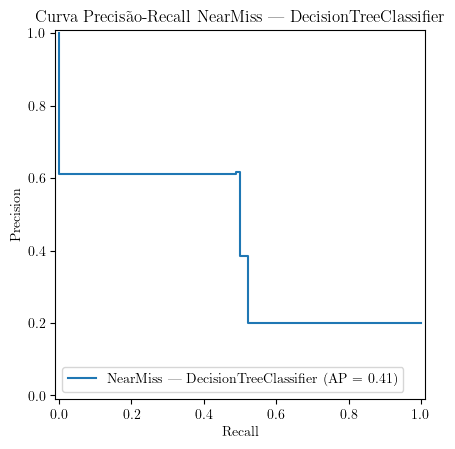 Curva Precisão-Recall NearMiss — DecisionTreeClassifier
1.0
0.8
0.6
0.4
0.2
0.0
Precision
NearMiss — DecisionTreeClassifier (AP = 0.41)
0.0 0.2 0.4 0.6 0.8 1.0
Recall